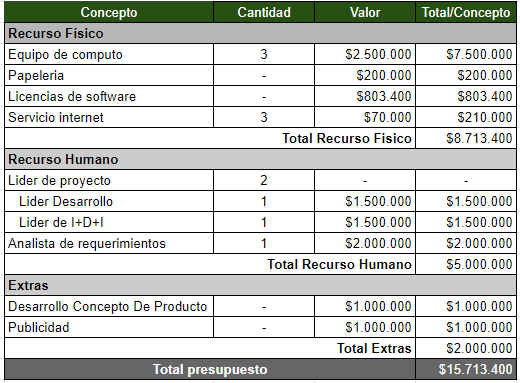 Concepto Cantidad Valor Total/Concepto
Recurso Físico
Equipo de computo 3 $2.500.000 $7.500.000
Papeleria - $200.000 $200.000
Licencias de software - $803.400 $803.400
Servicio internet 3 $70.000 $210.000
Total Recurso Fisico $8.713.400
Recurso Humano
Lider de proyecto 2 - -
Lider Desarrollo 1 $1.500.000 $1.500.000
Lider de I+D+I 1 $1.500.000 $1.500.000
Analista de requerimientos 1 $2.000.000 $2.000.000
Total Recurso Humano $5.000.000
Extras
Desarrollo Concepto De Producto - $1.000.000 $1.000.000
Publicidad - $1.000.000 $1.000.000
Total Extras $2.000.000
Total presupuesto $15.713.400